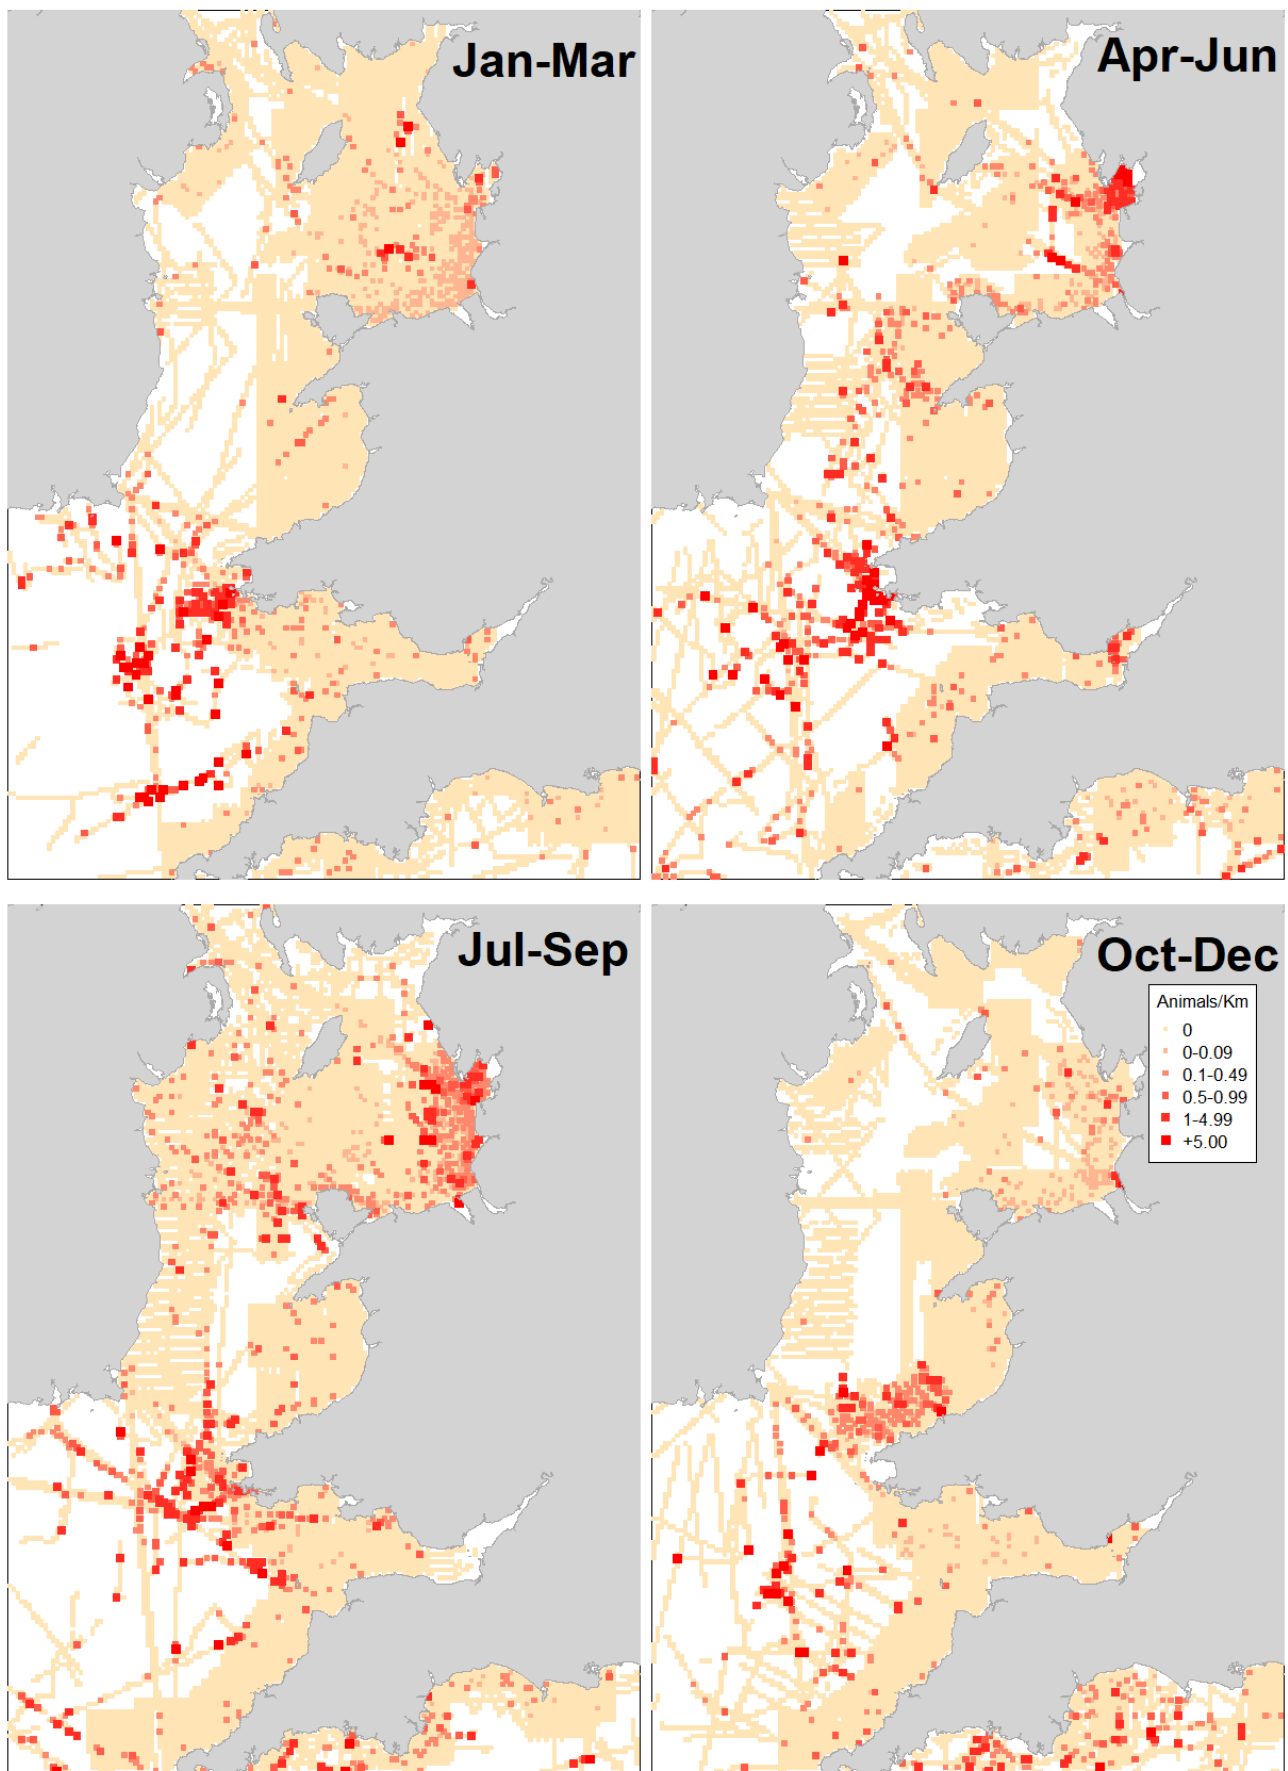 Jan-Mar
Apr-Jun
Jul-Sep
Oct-Dec
Animals/Km
0
0-0.09
0.1-0.49
0.5-0.99
1-4.99
+5.00